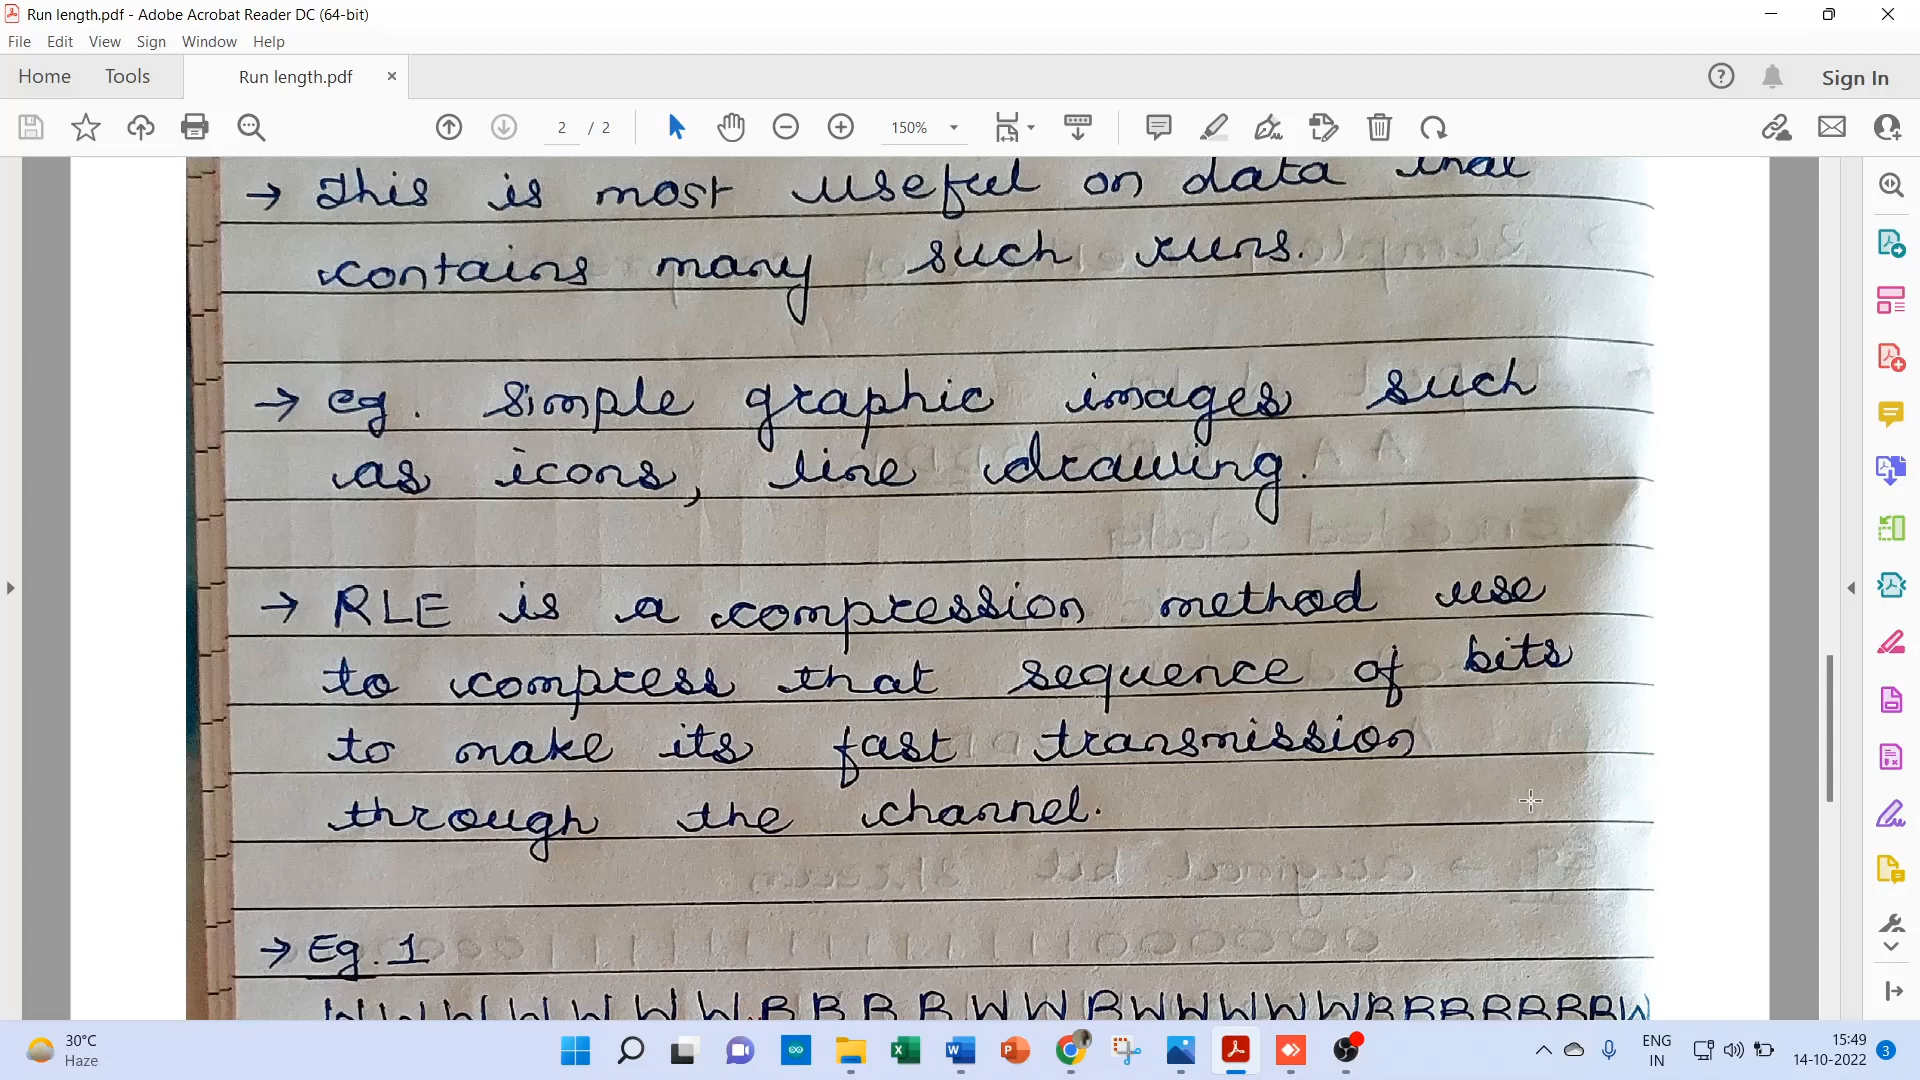 Run length.pdf - Adobe Acrobat Reader DC (64-bit)
File Edit View Sign Window Help
Home Tools Run length.pdf × Sign In
2 / 2 150%
→ This is most useful on data that
contains many such runs.
→ eg. simple graphic images such
as icons, line drawing.
→ RLE is a compression method use
to compress that sequence of bits
to make its fast transmission
through the channel.
→ Eg. 1
W W W W W W W B B B B W W B W W W W W B B B B B B W
30°C
Haze
ENG
IN
15:49
14-10-2022
3